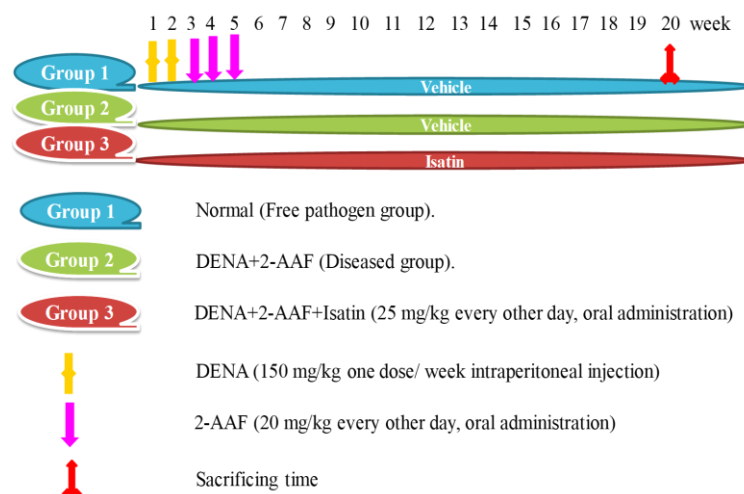 1 2 3 4 5 6 7 8 9 10 11 12 13 14 15 16 17 18 19 20 week
Group 1
Vehicle
Group 2
Vehicle
Group 3
Isatin
Group 1 Normal (Free pathogen group).
Group 2 DENA+2-AAF (Diseased group).
Group 3 DENA+2-AAF+Isatin (25 mg/kg every other day, oral administration)
DENA (150 mg/kg one dose/ week intraperitoneal injection)
2-AAF (20 mg/kg every other day, oral administration)
Sacrificing time